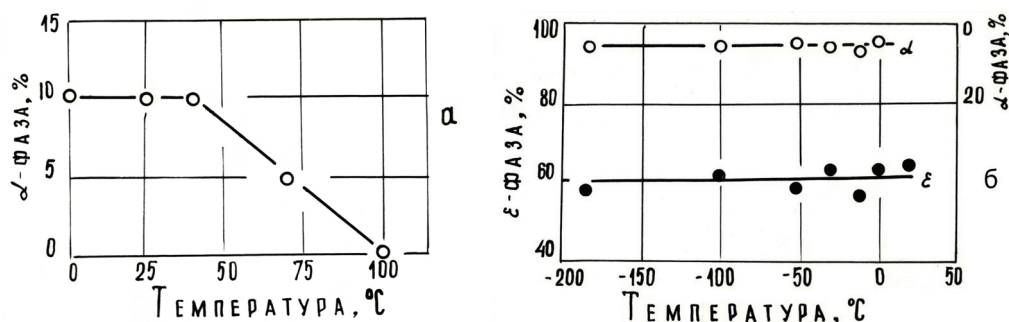 15
10
5
0
α-ФАЗА, %
0 25 50 75 100
ТЕМПЕРАТУРА, °С
а
100
80
60
40
ε-ФАЗА, %
α
ε
0
20
α-ФАЗА, %
-200 -150 -100 -50 0 50
ТЕМПЕРАТУРА, °С
б